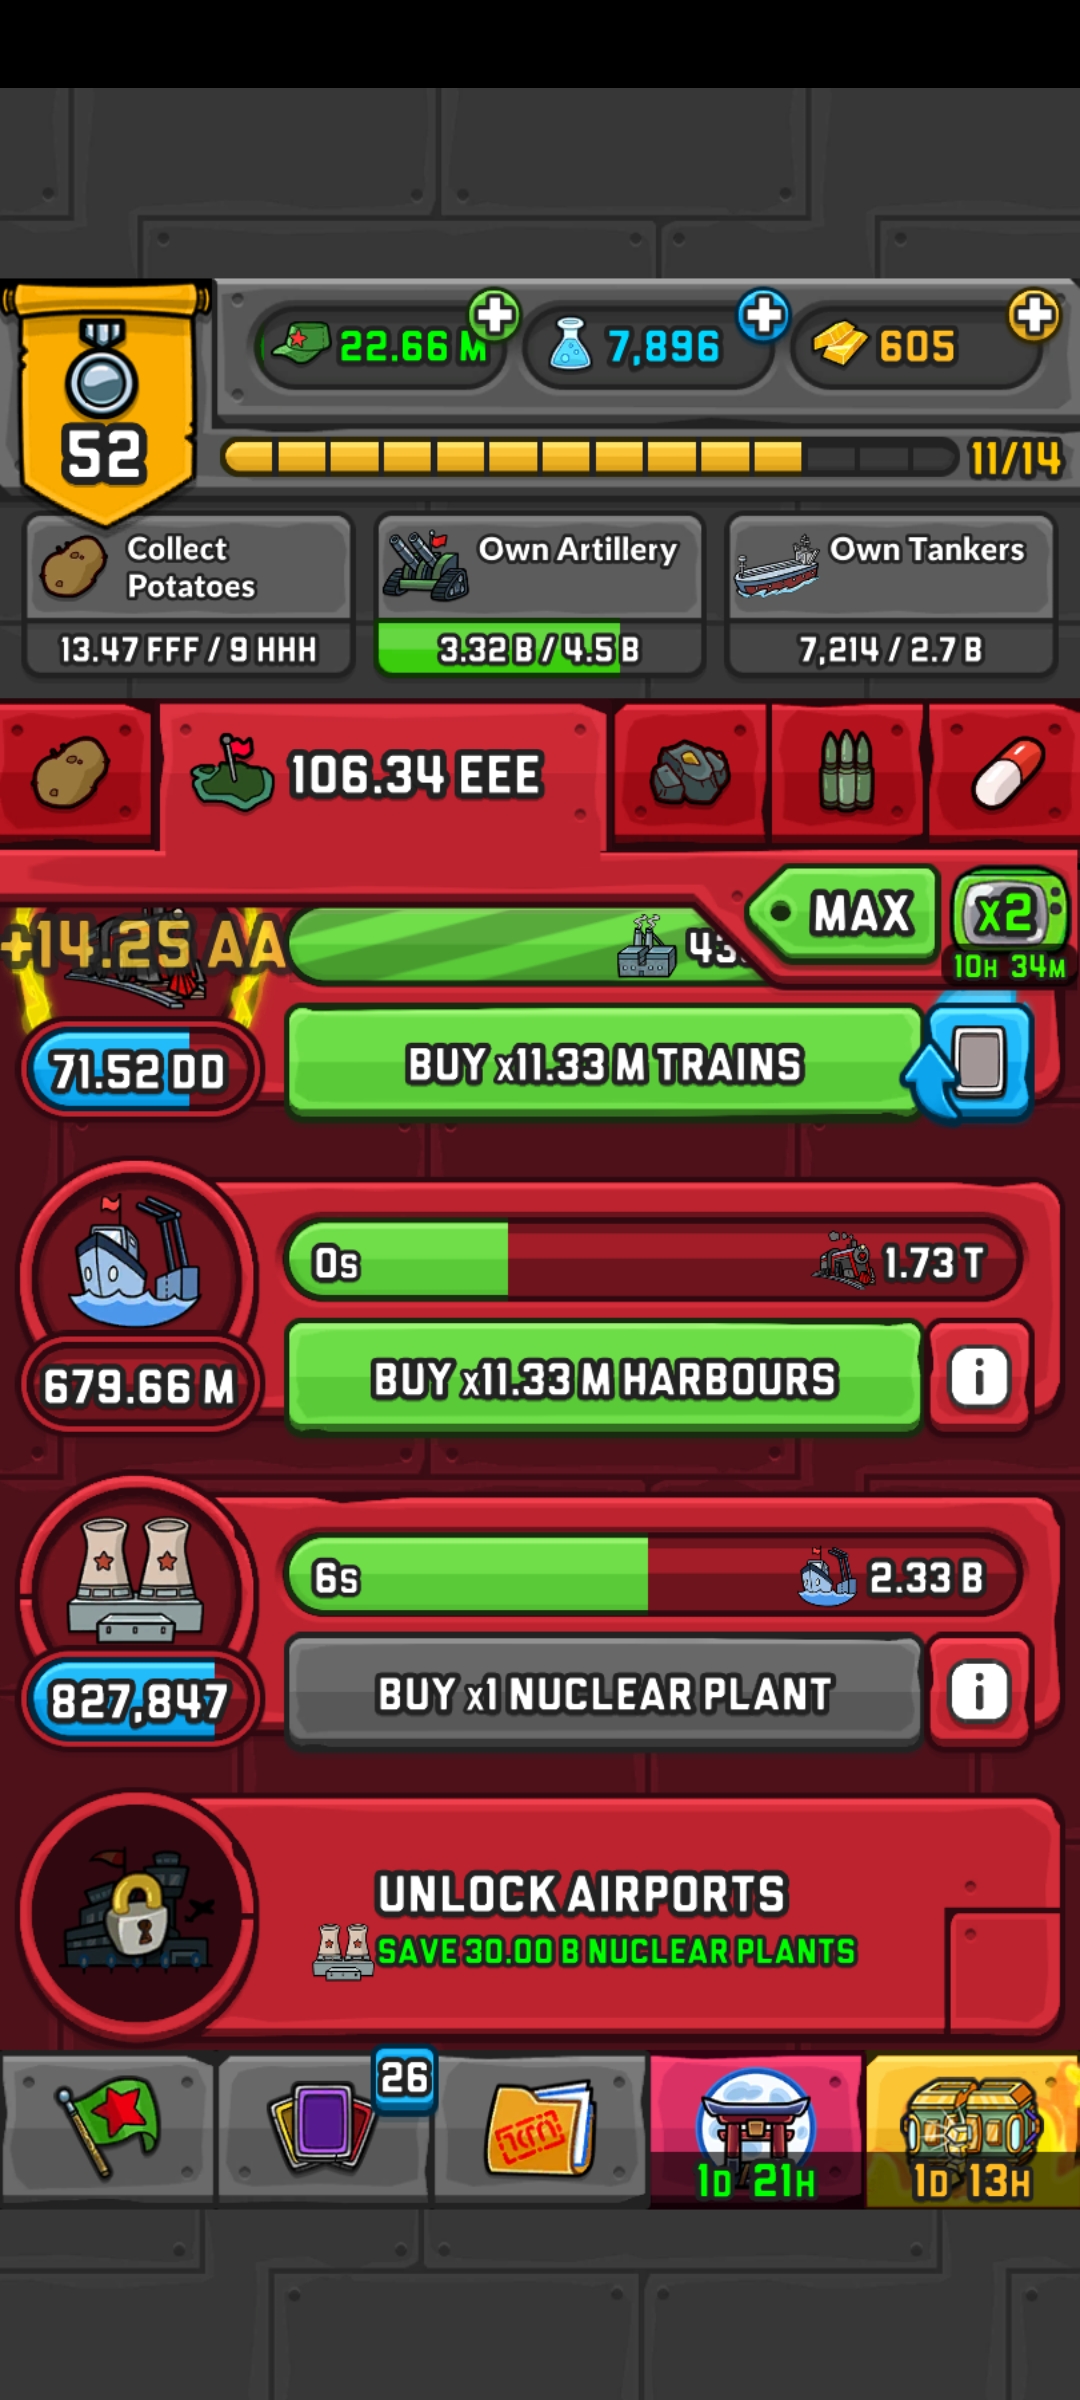 22.66 M
7,896
605
52
11/14
Collect
Potatoes
13.47 FFF / 9 HHH
Own Artillery
3.32 B / 4.5 B
Own Tankers
7,214 / 2.7 B
106.34 EEE
MAX
x2
10H 34M
+14.25 AA
71.52 DD
BUY x11.33 M TRAINS
0s
1.73 T
679.66 M
BUY x11.33 M HARBOURS
i
6s
2.33 B
827,847
BUY x1 NUCLEAR PLANT
i
UNLOCK AIRPORTS
SAVE 30.00 B NUCLEAR PLANTS
26
1D 21H
1D 13H